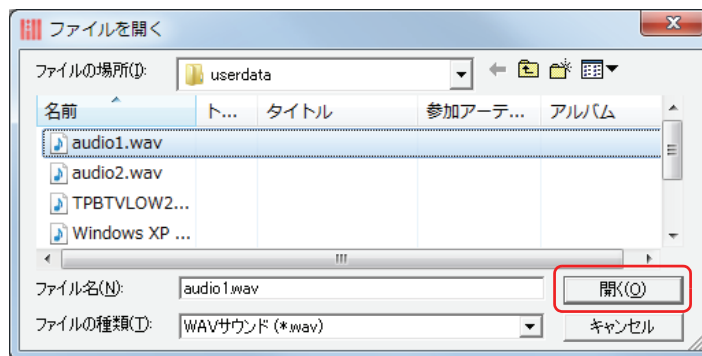 ファイルを開く
ファイルの場所(I): userdata
名前 ト... タイトル 参加アーテ... アルバム
audio1.wav
audio2.wav
TPBTVLOW2...
Windows XP ...
ファイル名(N): audio1.wav 開く(O)
ファイルの種類(T): WAVサウンド (*.wav) キャンセル